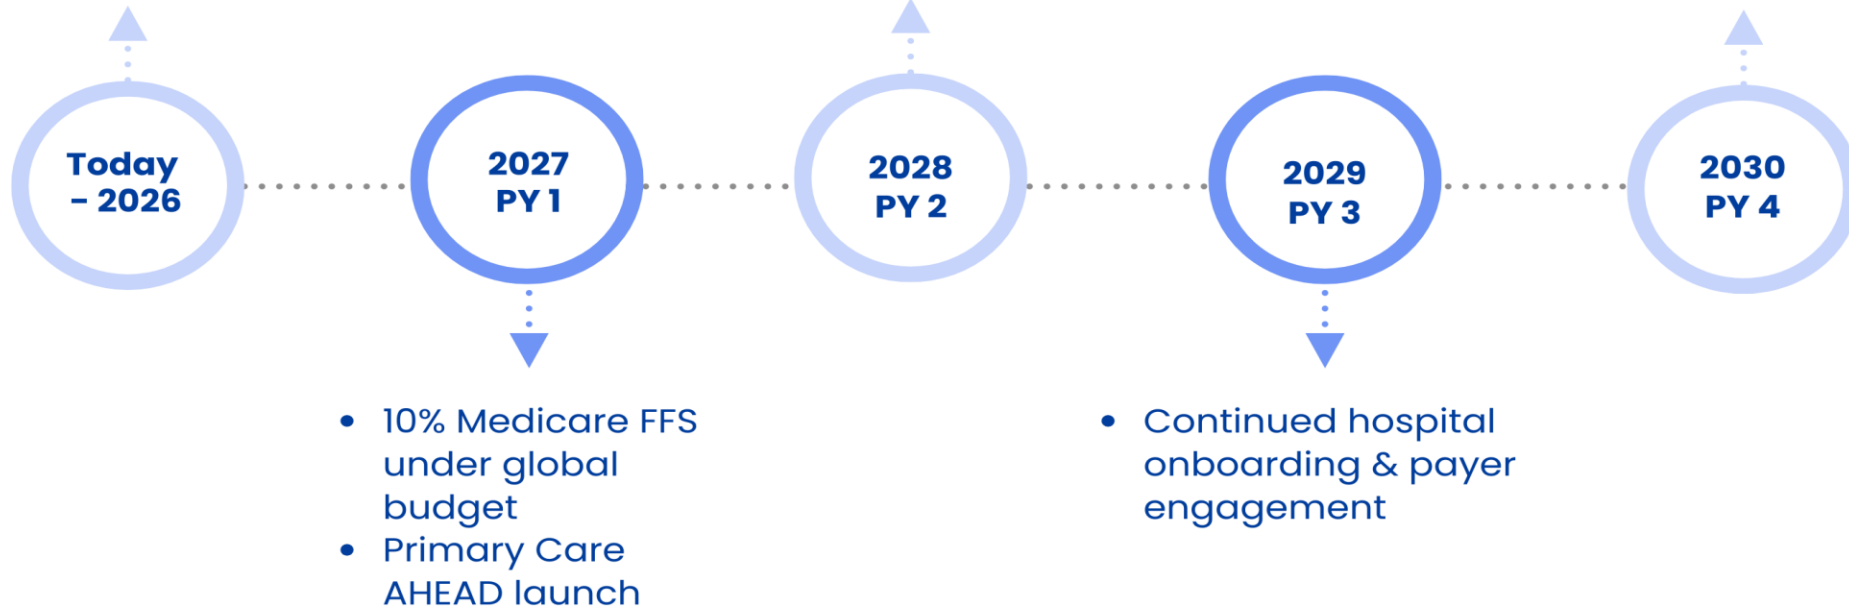 Today
- 2026
2027
PY 1
2028
PY 2
2029
PY 3
2030
PY 4
• 10% Medicare FFS
under global
budget
• Primary Care
AHEAD launch
• Continued hospital
onboarding & payer
engagement